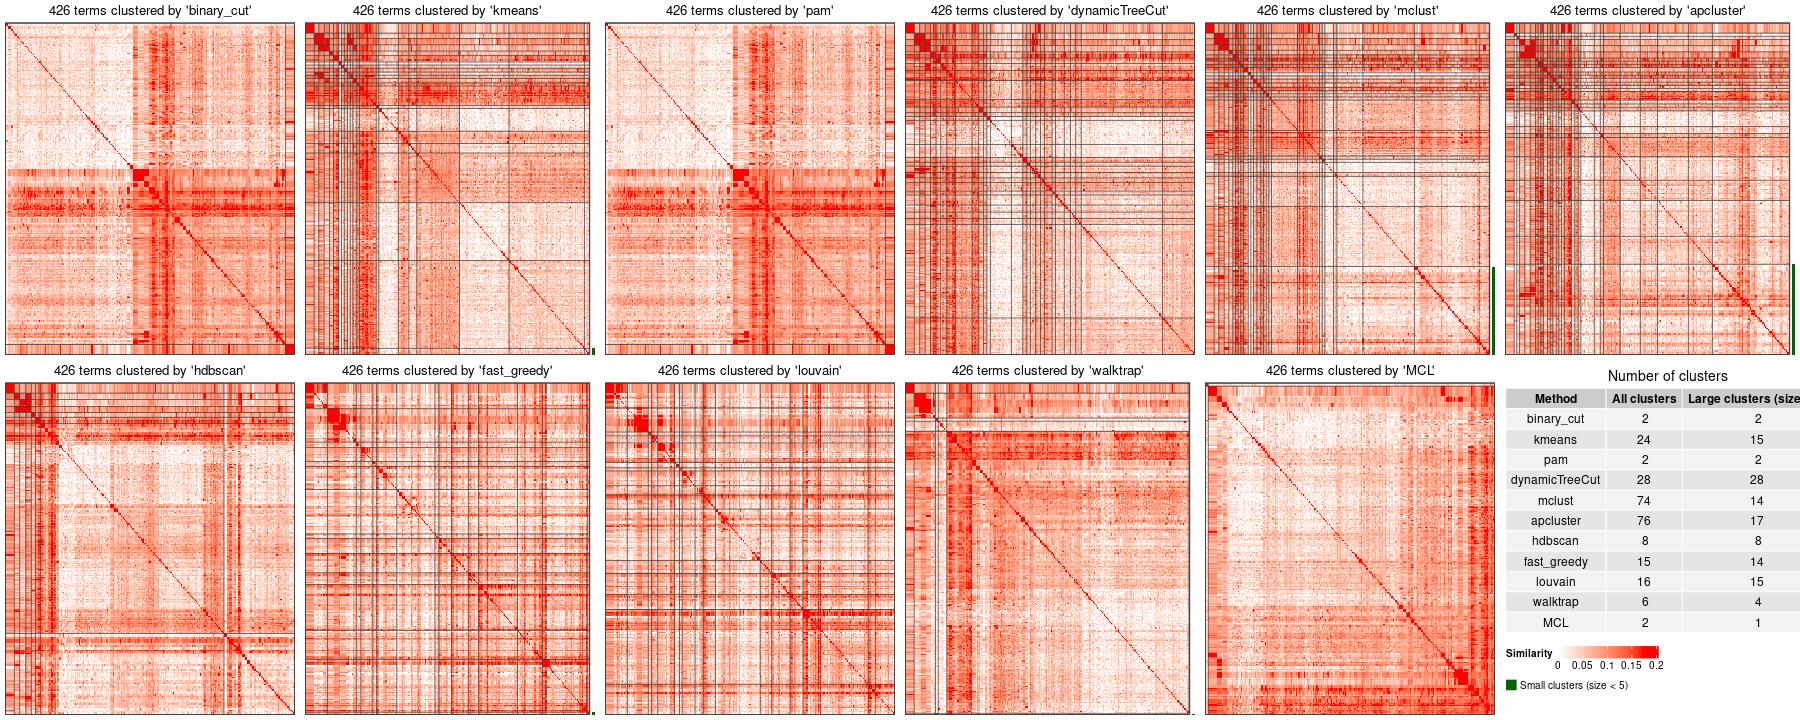 426 terms clustered by 'binary_cut'
426 terms clustered by 'kmeans'
426 terms clustered by 'pam'
426 terms clustered by 'dynamicTreeCut'
426 terms clustered by 'mclust'
426 terms clustered by 'apcluster'
426 terms clustered by 'hdbscan'
426 terms clustered by 'fast_greedy'
426 terms clustered by 'louvain'
426 terms clustered by 'walktrap'
426 terms clustered by 'MCL'
Number of clusters
Method All clusters Large clusters (size
binary_cut 2 2
kmeans 24 15
pam 2 2
dynamicTreeCut 28 28
mclust 74 14
apcluster 76 17
hdbscan 8 8
fast_greedy 15 14
louvain 16 15
walktrap 6 4
MCL 2 1
Similarity
0 0.05 0.1 0.15 0.2
Small clusters (size < 5)